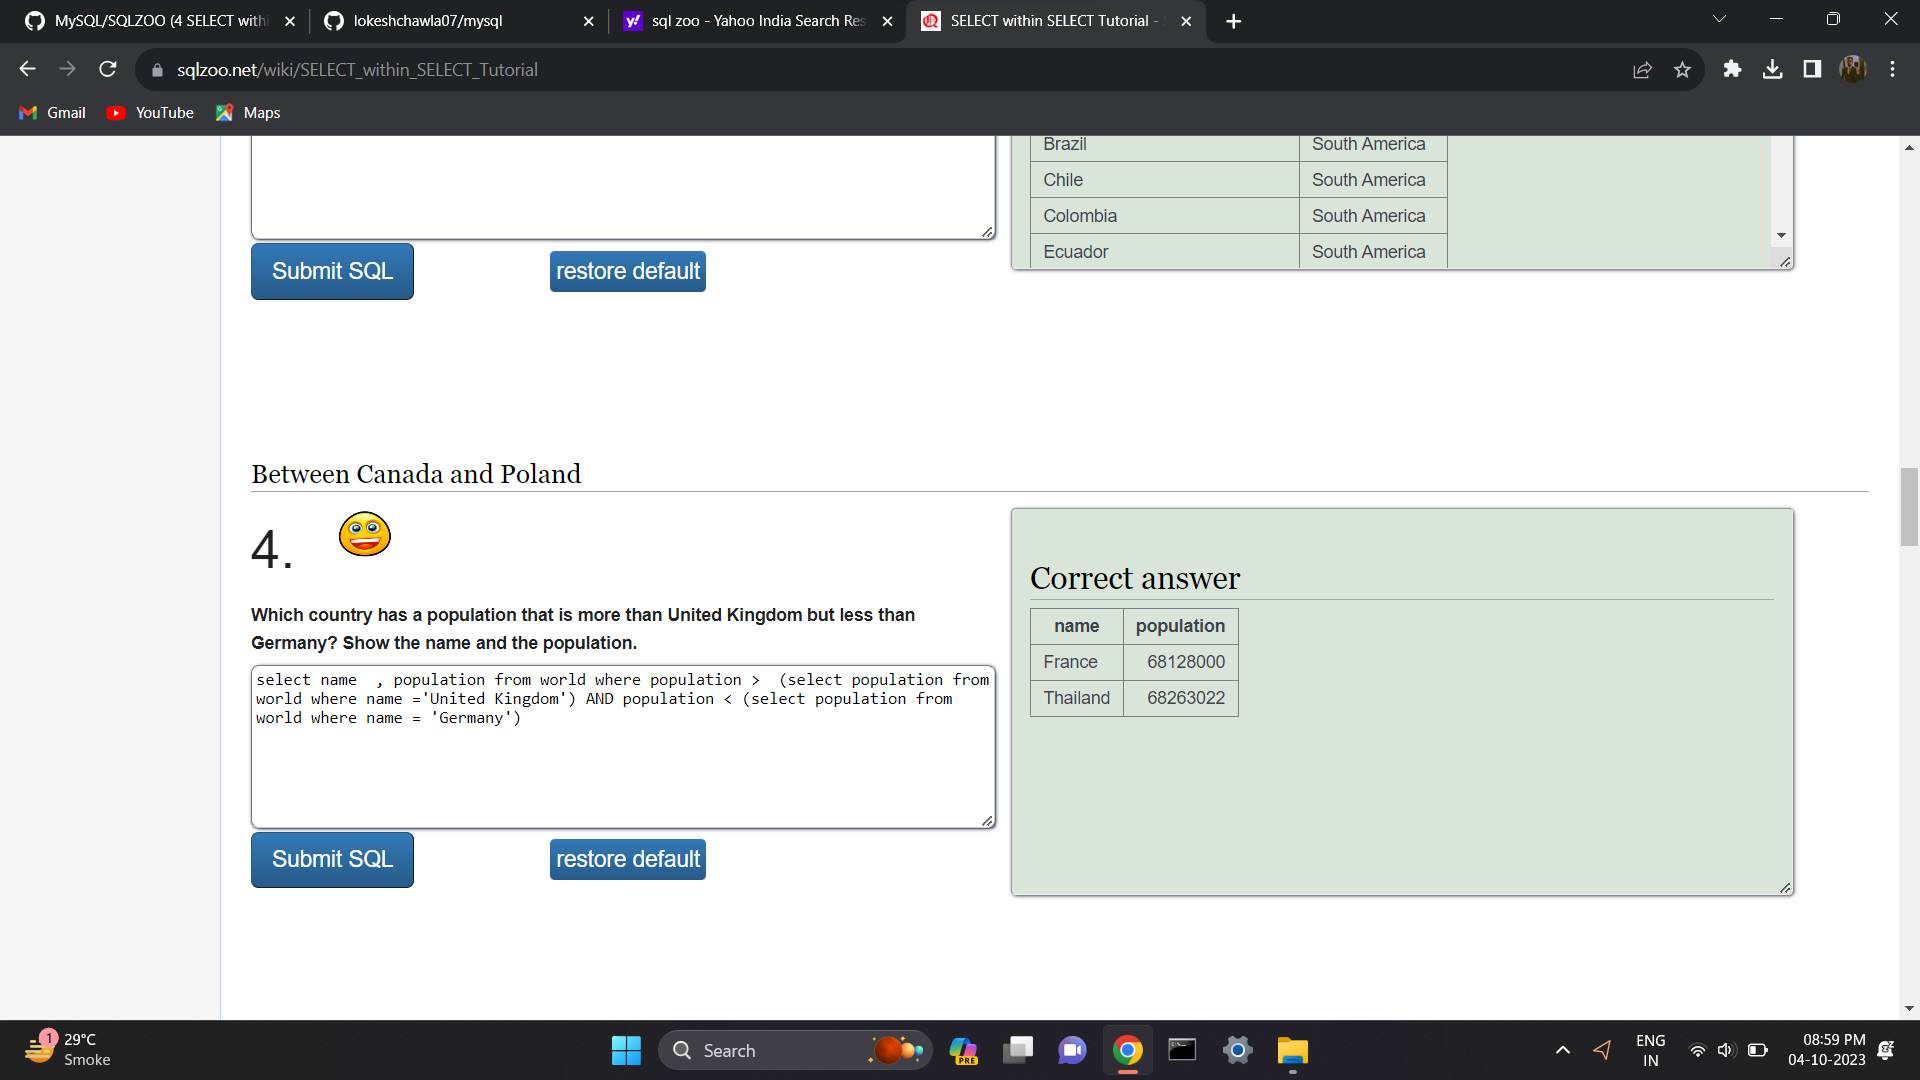 MySQL/SQLZOO (4 SELECT with
lokeshchawla07/mysql
sql zoo - Yahoo India Search Res
SELECT within SELECT Tutorial -
sqlzoo.net/wiki/SELECT_within_SELECT_Tutorial
Gmail
YouTube
Maps
Brazil South America
Chile South America
Colombia South America
Ecuador South America
Submit SQL
restore default
Between Canada and Poland
4.
Which country has a population that is more than United Kingdom but less than
Germany? Show the name and the population.
select name  , population from world where population >  (select population from
world where name ='United Kingdom') AND population < (select population from
world where name = 'Germany')
Submit SQL
restore default
Correct answer
name population
France 68128000
Thailand 68263022
1
29°C
Smoke
Search
PRE
ENG
IN
08:59 PM
04-10-2023